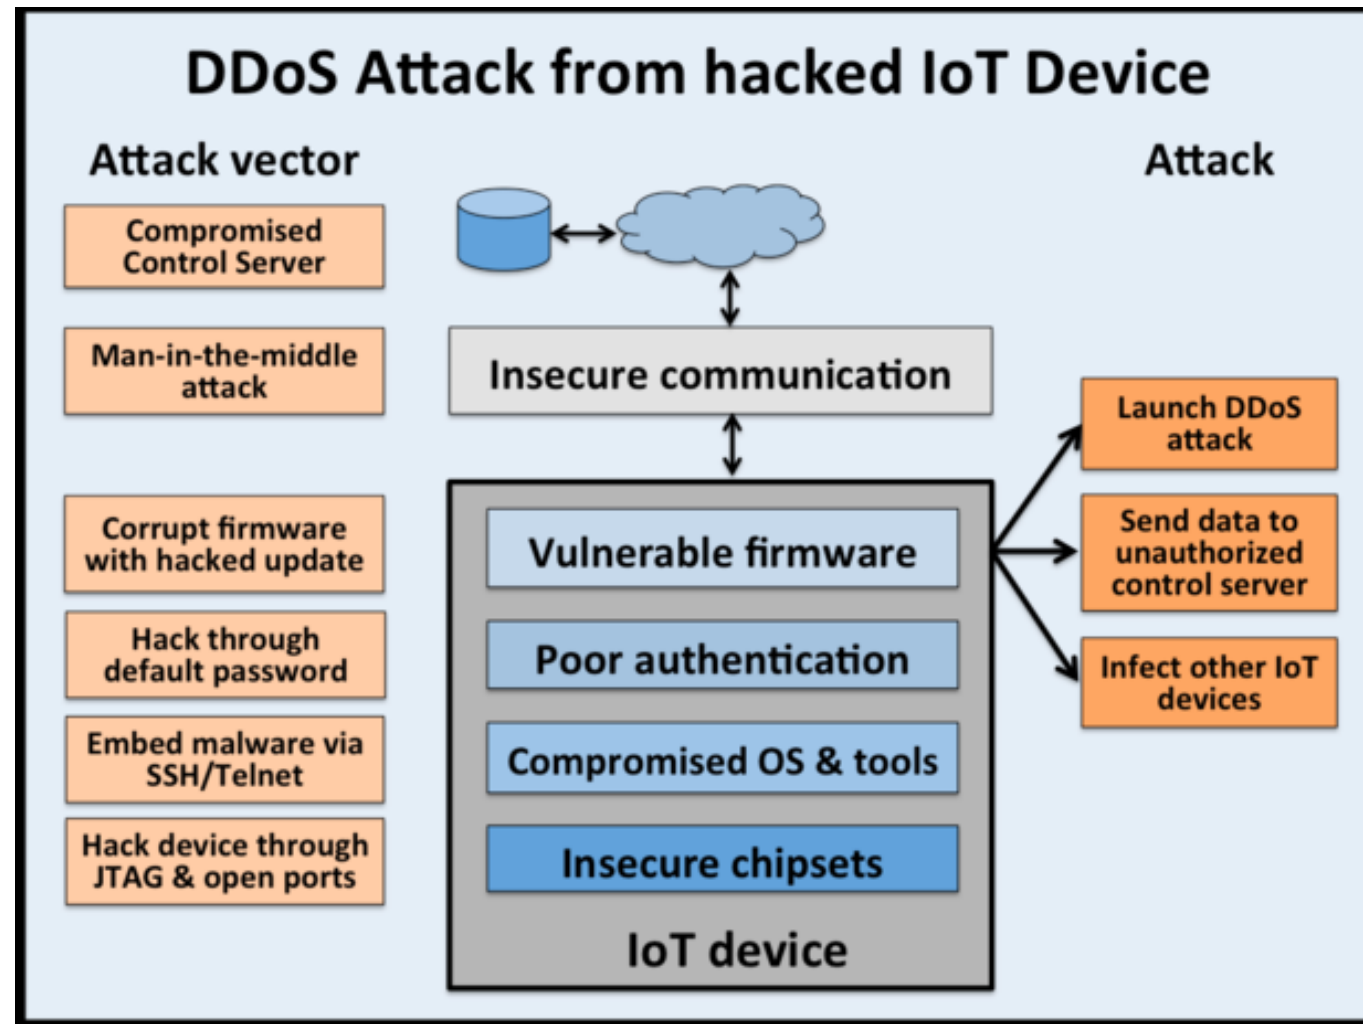 DDoS Attack from hacked IoT Device
Attack vector
Attack
Compromised
Control Server
Man-in-the-middle
attack
Insecure communication
Launch DDoS
attack
Corrupt firmware
with hacked update
Vulnerable firmware
Send data to
unauthorized
control server
Hack through
default password
Poor authentication
Infect other IoT
devices
Embed malware via
SSH/Telnet
Compromised OS & tools
Hack device through
JTAG & open ports
Insecure chipsets
IoT device